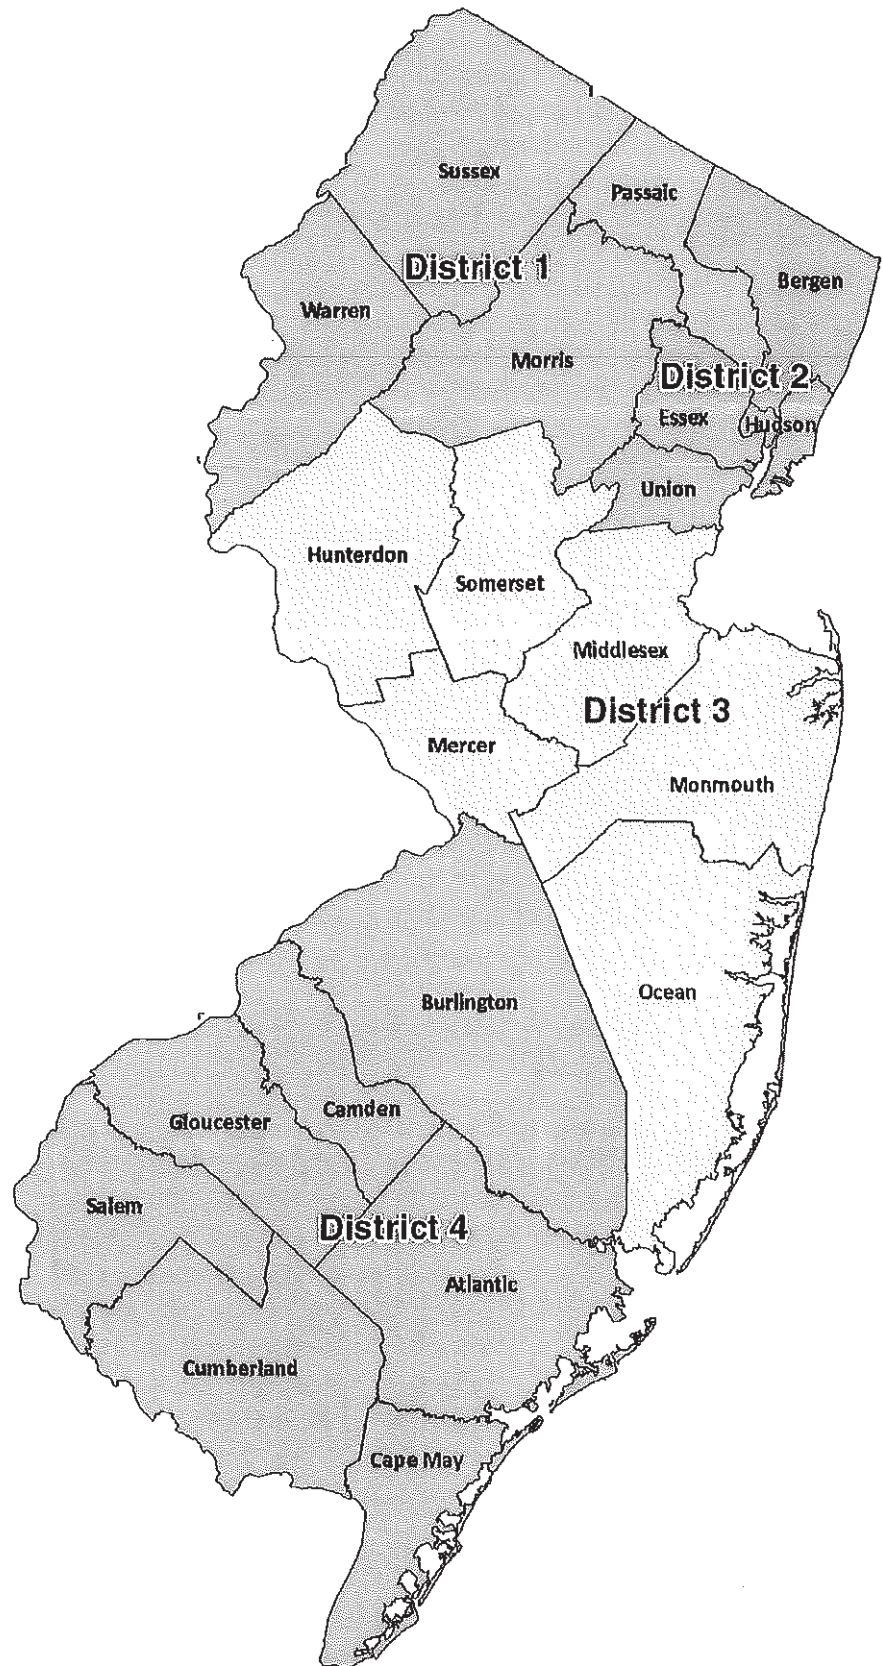 Sussex
Passaic
District 1
Bergen
Warren
Morris
District 2
Essex
Hudson
Union
Hunterdon
Somerset
Middlesex
District 3
Mercer
Monmouth
Ocean
Burlington
Camden
Gloucester
Salem
District 4
Atlantic
Cumberland
Cape May